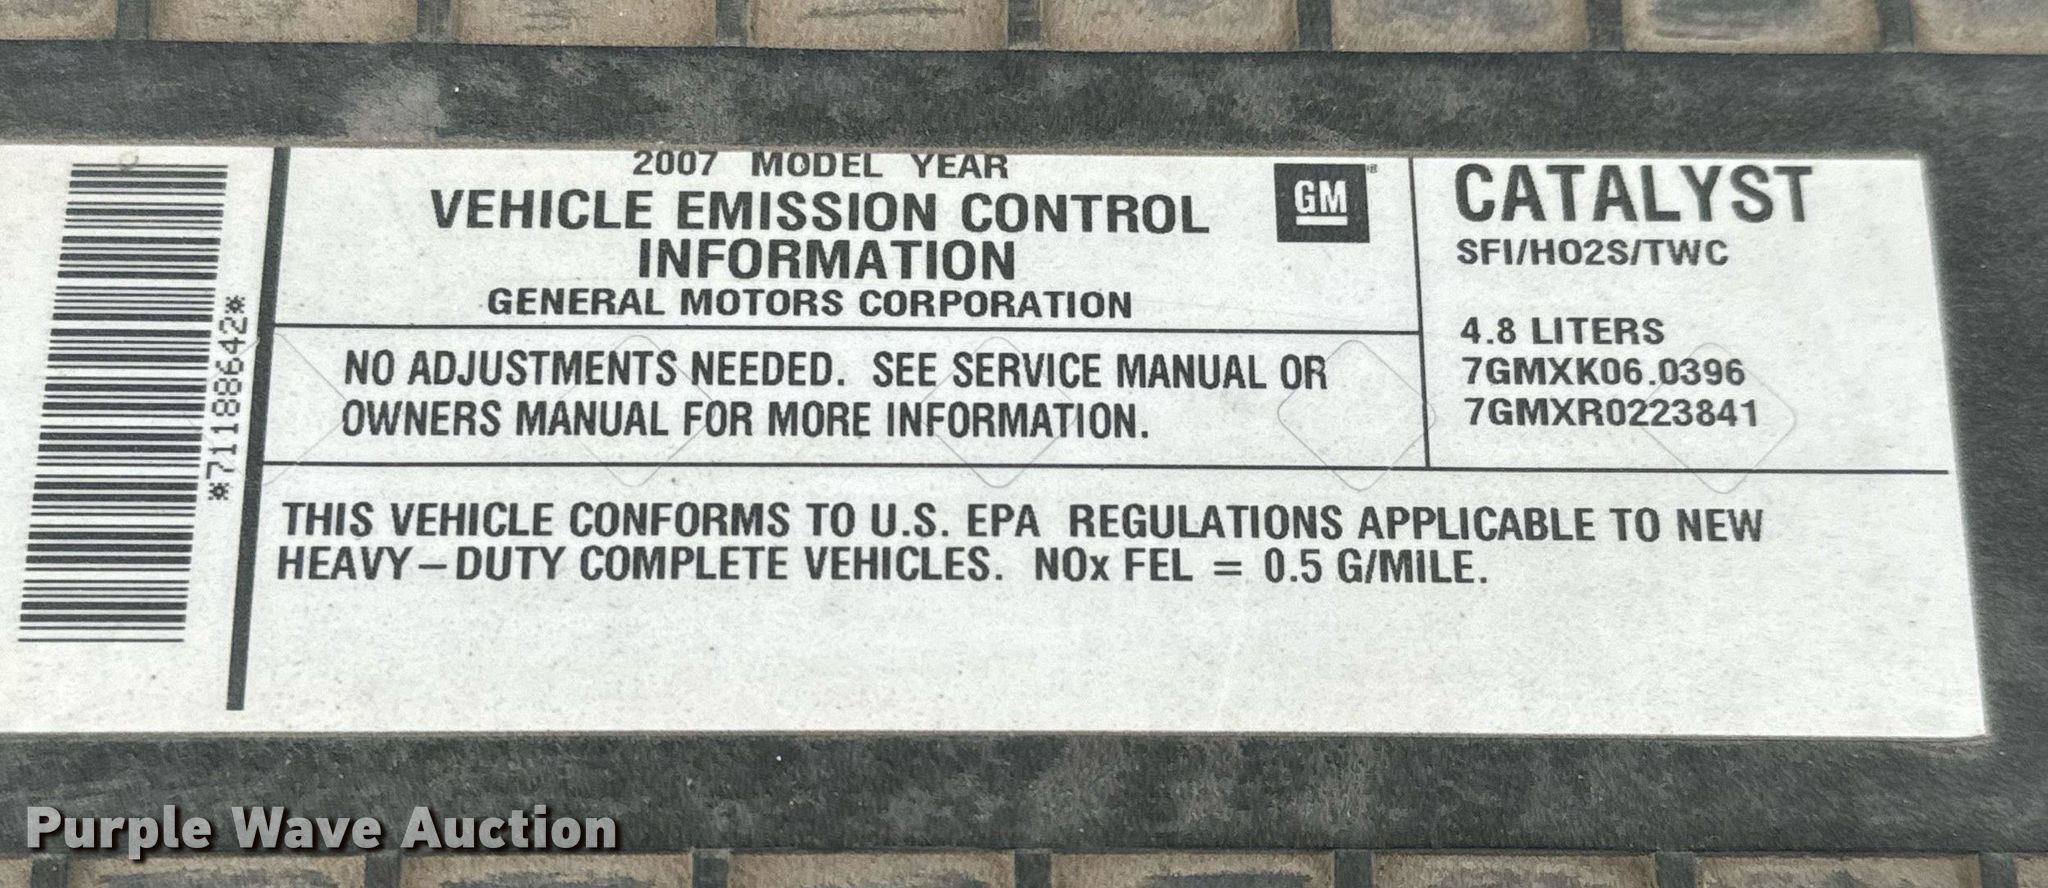 *71188642*
2007 MODEL YEAR
VEHICLE EMISSION CONTROL
INFORMATION
GENERAL MOTORS CORPORATION
GM
NO ADJUSTMENTS NEEDED. SEE SERVICE MANUAL OR
OWNERS MANUAL FOR MORE INFORMATION.
CATALYST
SFI/HO2S/TWC
4.8 LITERS
7GMXK06.0396
7GMXR0223841
THIS VEHICLE CONFORMS TO U.S. EPA REGULATIONS APPLICABLE TO NEW
HEAVY–DUTY COMPLETE VEHICLES. NOx FEL = 0.5 G/MILE.
Purple Wave Auction